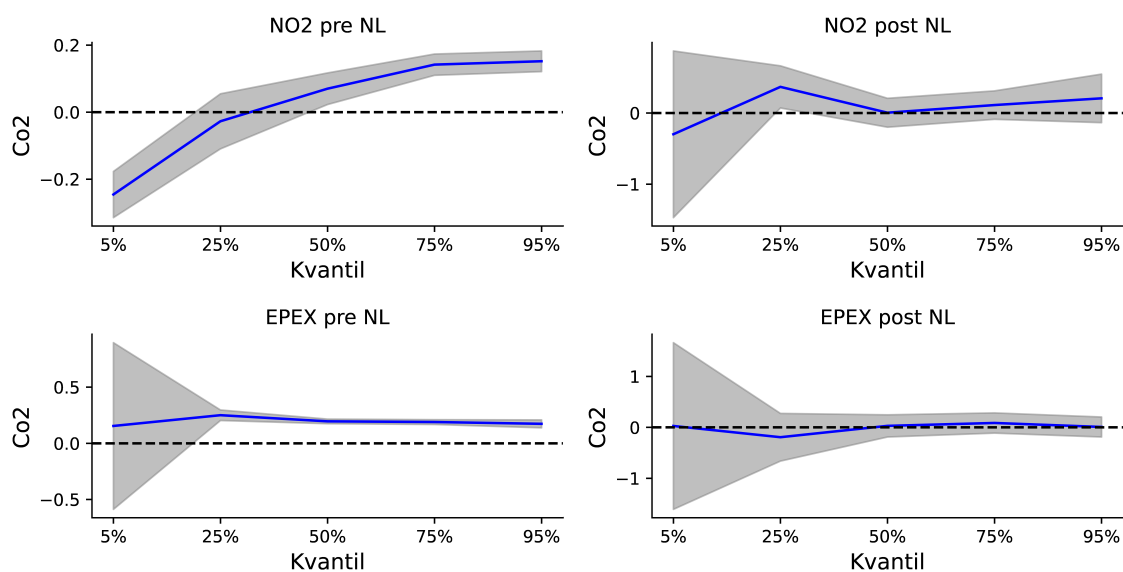 NO2 pre NL
0.2
0.0
−0.2
Co2
5%
25%
50%
75%
95%
Kvantil
NO2 post NL
0
−1
Co2
5%
25%
50%
75%
95%
Kvantil
EPEX pre NL
0.5
0.0
−0.5
Co2
5%
25%
50%
75%
95%
Kvantil
EPEX post NL
1
0
−1
Co2
5%
25%
50%
75%
95%
Kvantil